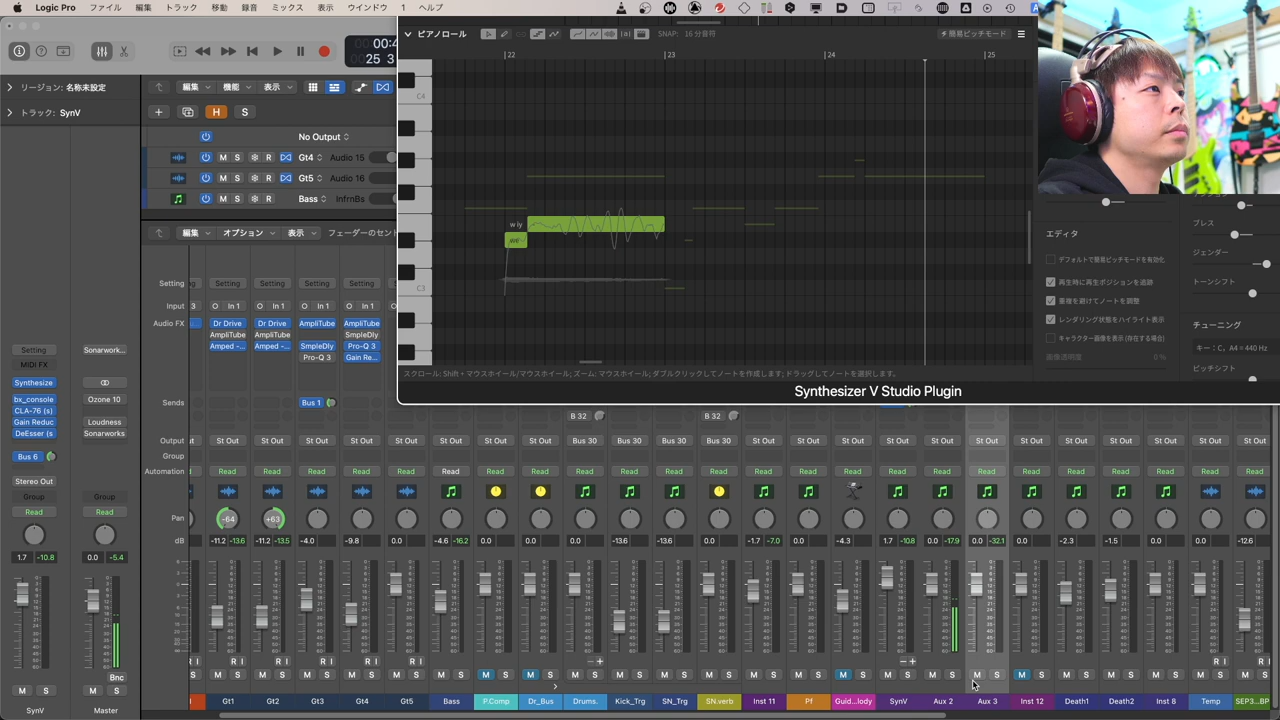 Logic Pro ファイル 編集 トラック 移動 録音 ミックス 表示 ウインドウ 1 ヘルプ
ピアノロール
SNAP: 16 分音符
簡易ピッチモード
22
23
24
25
25 3
リージョン: 名称未設定
編集 機能 表示
トラック: SynV
H S
No Output
M S R Gt4 Audio 15
M S R Gt5 Audio 16
M S Bass InfrnBs
編集 オプション 表示
C4
C3
w iy
ブレス
エディタ
デフォルトで簡易ピッチモードを有効化
ジェンダー
再生時に再生ポジションを追跡
トーンシフト
重複を避けてノートを調整
レンダリング状態をハイライト表示
チューニング
キャラクター画像を表示 (存在する場合)
キー: C, A4 = 440 Hz
画像透明度 0 %
ピッチシフト
スクロール: Shift + マウスホイール/マウスホイール; ズーム: マウスホイール; ダブルクリックしてノートを作成します; ドラッグしてノートを選択します。
Synthesizer V Studio Plugin
Setting Setting Setting Setting Setting
Input In 1 In 1 In 1 In 1
Audio FX Dr Drive Dr Drive AmpliTube AmpliTube
AmpliTube AmpliTube SmpleDly
Amped -... Amped -... SmpleDly Pro-Q 3
Pro-Q 3 Gain Re...
Setting Sonarwork...
MIDI FX
Synthesize
bx_console Ozone 10
CLA-76 (s)
Gain Reduc Loudness
DeEsser (s) Sonarworks
Sends Bus 1 B 32 B 32
Bus 6
Output St Out St Out St Out St Out St Out St Out St Out Bus 30 Bus 30 Bus 30 Bus 30 St Out St Out St Out St Out St Out St Out St Out St Out St Out St Out St Out St Out
Group
Automation Read Read Read Read Read Read Read Read Read Read Read Read Read Read Read Read Read Read Read Read Read Read Read Read
Stereo Out
Group Group
Read Read
Pan -64 +63
dB -11.2 -13.6 -11.2 -13.5 -4.0 -9.8 0.0 -4.6 -16.2 0.0 0.0 0.0 -13.6 -13.6 0.0 -1.7 -7.0 0.0 -4.3 1.7 -10.8 0.0 -17.9 0.0 -32.1 0.0 -2.3 -1.5 0.0 0.0 -12.6
1.7 -10.8 0.0 -5.4
Bnc
M S M S
SynV Master
Gt1 Gt2 Gt3 Gt4 Gt5 Bass P.Comp Dr_Bus Drums. Kick_Trg SN_Trg SN.verb Inst 11 Pf Guid...lody SynV Aux 2 Aux 3 Inst 12 Death1 Death2 Inst 8 Temp SEP3...BP